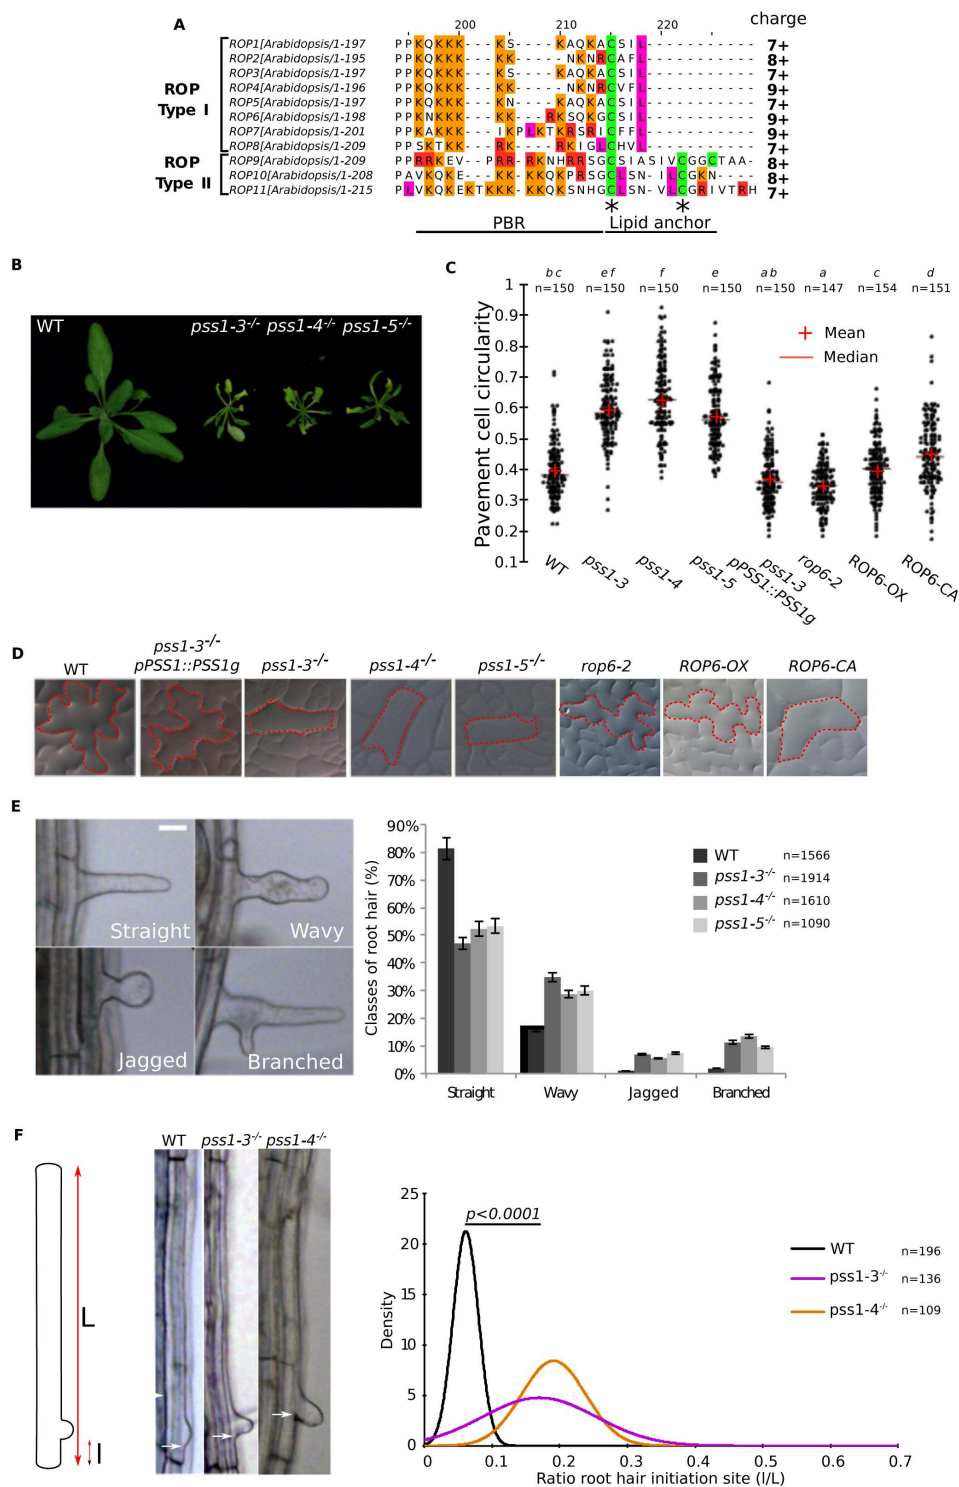 A
200 210 220 charge
ROP1[Arabidopsis/1-197 PPKQKKK---KS----KAQKACSIL----------- 7+
ROP2[Arabidopsis/1-195 PPKQKKK---KK-----NKNRCAFL----------- 8+
ROP3[Arabidopsis/1-197 PPKQKKK---KS----KAQKACSIL----------- 7+
ROP4[Arabidopsis/1-196 PPKQKKK---KK-----NKNRCVFL----------- 9+
ROP5[Arabidopsis/1-197 PPKQKKK---KN----KAQKACSIL----------- 7+
ROP6[Arabidopsis/1-198 PPKQKKK---KK---RKSQKGCSIL----------- 9+
ROP7[Arabidopsis/1-201 PPKAKKK---IKPLKTKRSRICFFL----------- 9+
ROP8[Arabidopsis/1-209 PPSKTKK---RK----RKIGLCHVL----------- 7+
ROP9[Arabidopsis/1-209 PPRRKEV--PRR-RKNHRRSGCSIASIVCGGCTAA- 8+
ROP10[Arabidopsis/1-208 PAVKQKE---KK-KKQKPRSGCLSN-ILCGKN---- 8+
ROP11[Arabidopsis/1-215 PLVKQKEKTKKK-KKQKSNHGCLSN-VLCGRIVTRH 7+
ROP
Type I
ROP
Type II
* *
PBR Lipid anchor
B
WT pss1-3-/- pss1-4-/- pss1-5-/-
C
b c e f f e a b a c d
n=150 n=150 n=150 n=150 n=150 n=147 n=154 n=151
Pavement cell circularity
1
0.9
0.8
0.7
0.6
0.5
0.4
0.3
0.2
0.1
Mean
Median
WT
pss1-3
pss1-4
pss1-5
pss1-3
pPSS1::PSS1g
rop6-2
ROP6-OX
ROP6-CA
D
WT
pss1-3-/-
pPSS1::PSS1g
pss1-3-/-
pss1-4-/-
pss1-5-/-
rop6-2
ROP6-OX
ROP6-CA
E
Straight Wavy
Jagged Branched
Classes of root hair (%)
90%
80%
70%
60%
50%
40%
30%
20%
10%
0%
WT n=1566
pss1-3-/- n=1914
pss1-4-/- n=1610
pss1-5-/- n=1090
Straight Wavy Jagged Branched
F
L
l
WT pss1-3-/- pss1-4-/-
Density
25
20
15
10
5
0
p<0.0001
WT n=196
pss1-3-/- n=136
pss1-4-/- n=109
0 0.1 0.2 0.3 0.4 0.5 0.6 0.7
Ratio root hair initiation site (l/L)